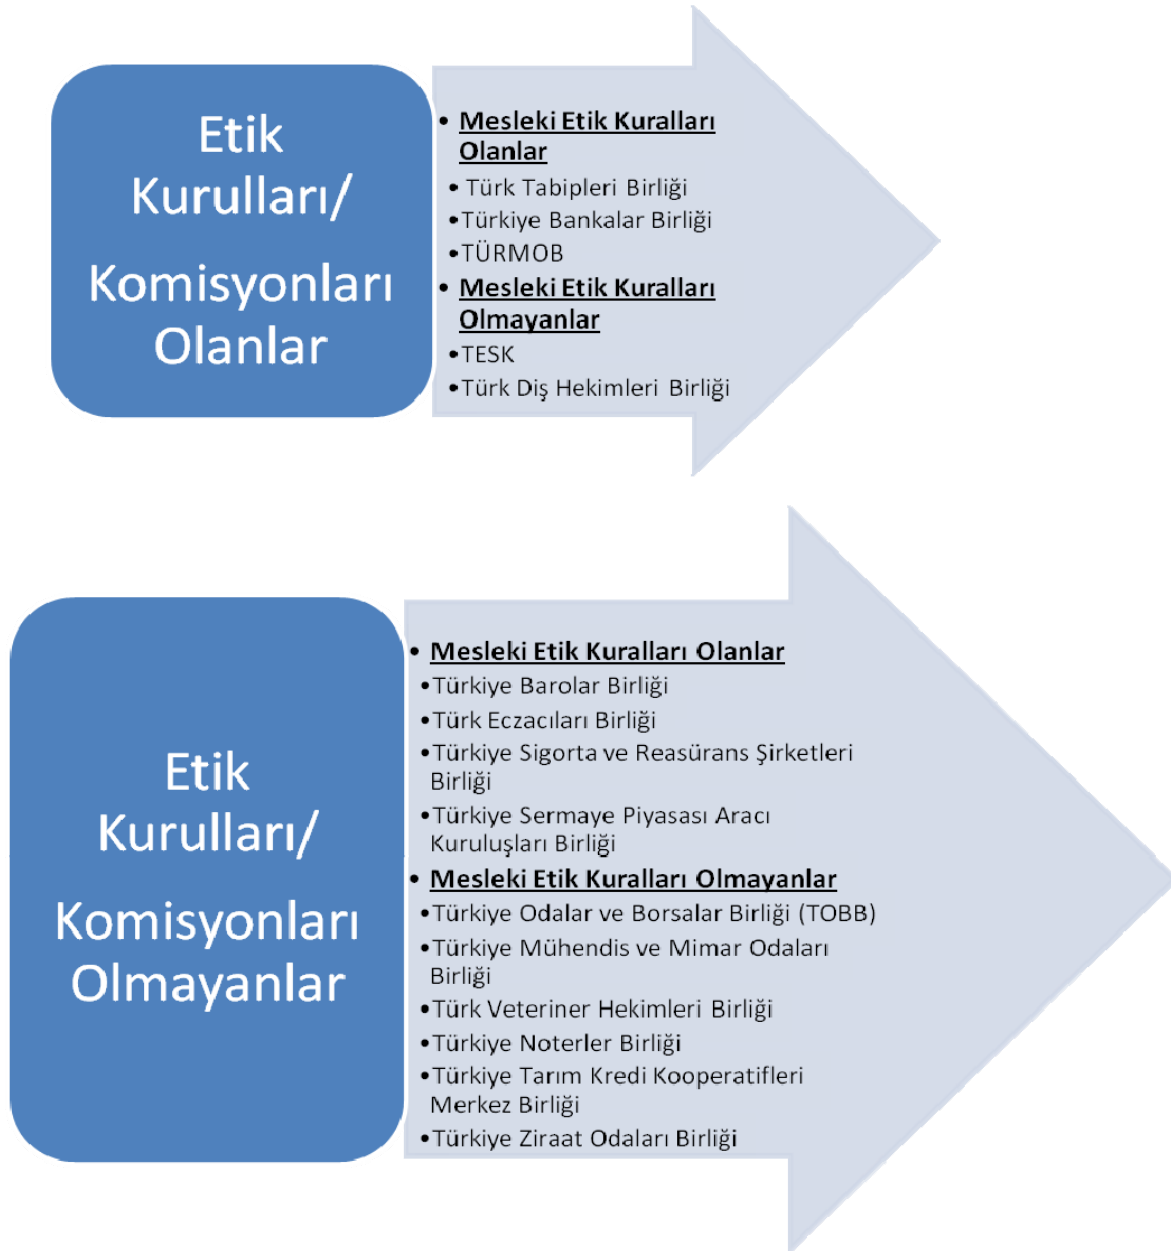 Etik
Kurulları/
Komisyonları
Olanlar
• Mesleki Etik Kuralları
Olanlar
• Türk Tabipleri Birliği
•Türkiye Bankalar Birliği
•TÜRMOB
• Mesleki Etik Kuralları
Olmayanlar
•TESK
•Türk Diş Hekimleri Birliği
Etik
Kurulları/
Komisyonları
Olmayanlar
• Mesleki Etik Kuralları Olanlar
•Türkiye Barolar Birliği
•Türk Eczacıları Birliği
•Türkiye Sigorta ve Reasürans Şirketleri
Birliği
•Türkiye Sermaye Piyasası Aracı
Kuruluşları Birliği
• Mesleki Etik Kuralları Olmayanlar
•Türkiye Odalar ve Borsalar Birliği (TOBB)
•Türkiye Mühendis ve Mimar Odaları
Birliği
•Türk Veteriner Hekimleri Birliği
•Türkiye Noterler Birliği
•Türkiye Tarım Kredi Kooperatifleri
Merkez Birliği
•Türkiye Ziraat Odaları Birliği